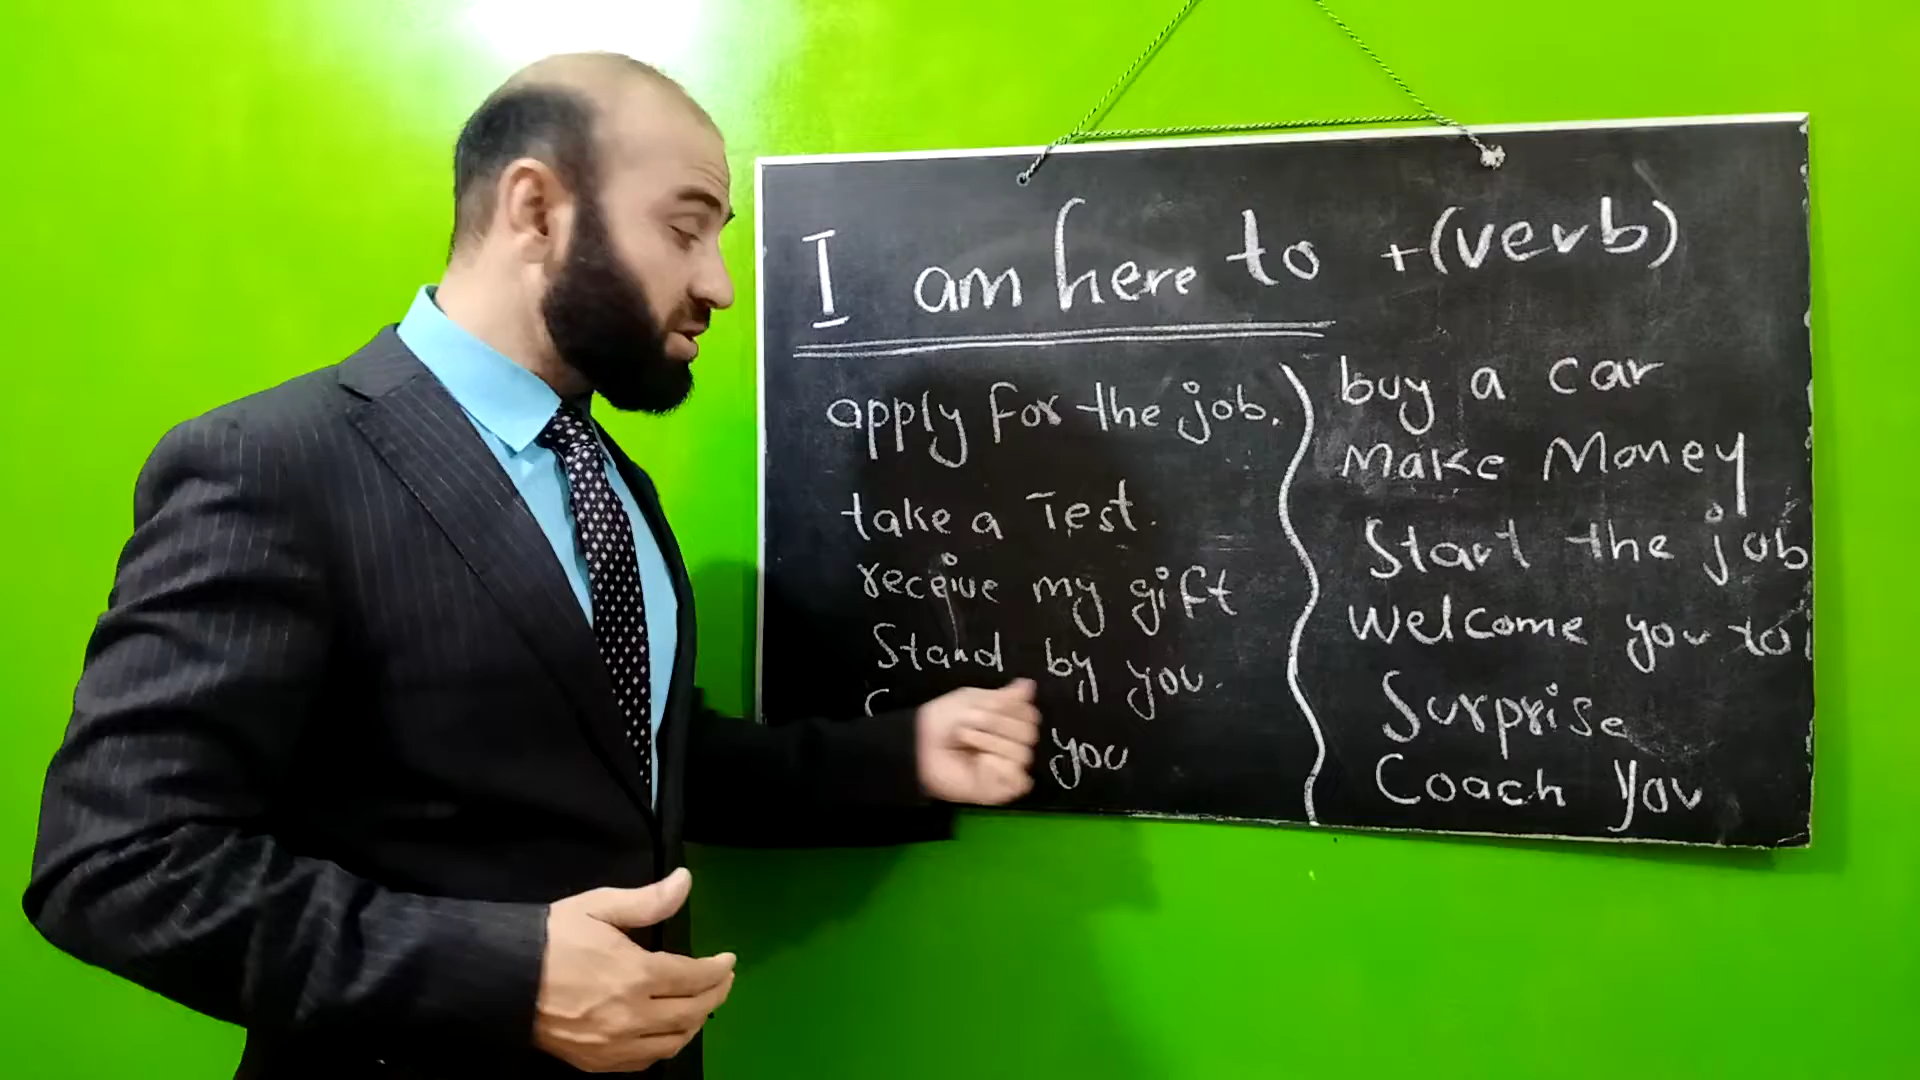 I am here to +(verb)
apply for the job.
take a Test.
receive my gift
Stand by you.
you
buy a car
Make Money
Start the job
Welcome you to
Surprise
Coach you